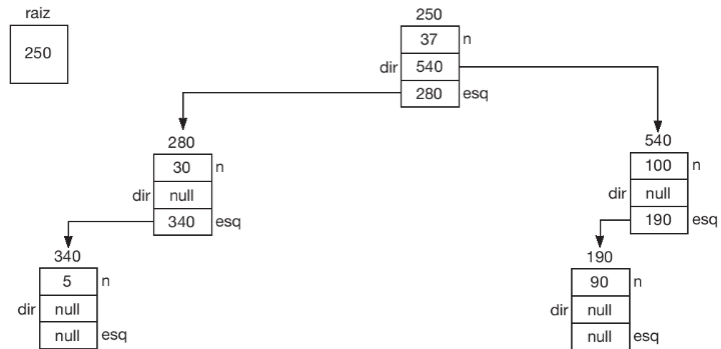 raiz
250
250
37 n
dir 540
280 esq
280
30 n
dir null
340 esq
540
100 n
dir null
190 esq
340
5 n
dir null
null esq
190
90 n
dir null
null esq